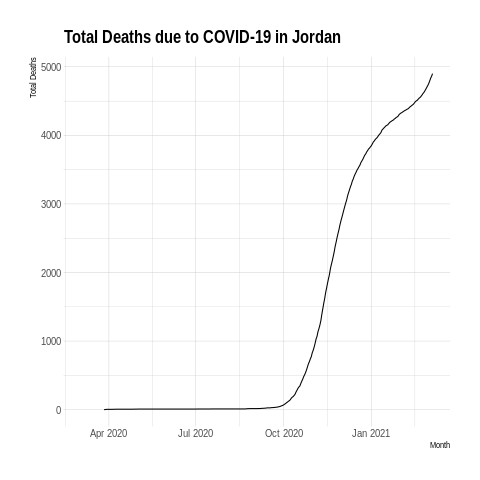 Total Deaths due to COVID-19 in Jordan
Total Deaths
5000
4000
3000
2000
1000
0
Apr 2020 Jul 2020 Oct 2020 Jan 2021
Month